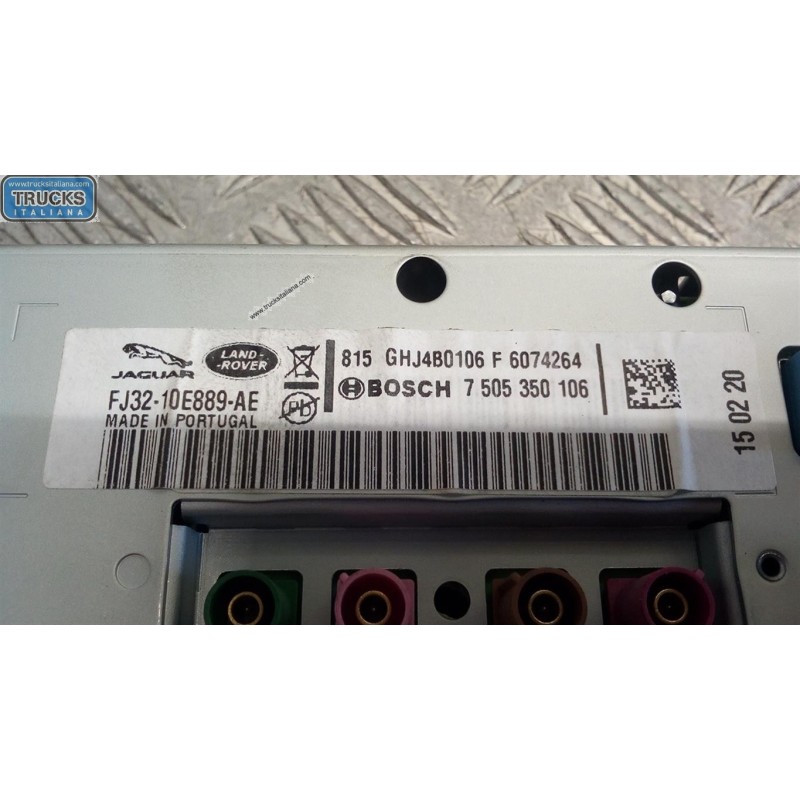 www.trucksitaliana.com
TRUCKS
ITALIANA
www.trucksitaliana.com
JAGUAR
LAND-
ROVER
815 GHJ4B0106 F 6074264
BOSCH 7 505 350 106
Pb
FJ32-10E889-AE
MADE IN PORTUGAL
15 02 20